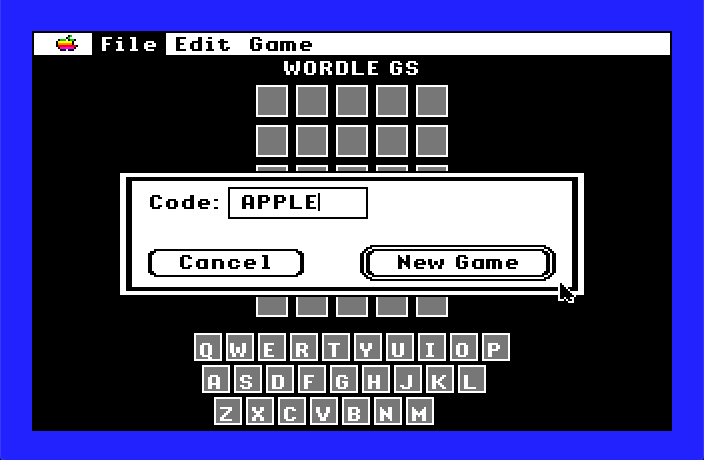 File Edit Game
WORDLE GS
Code: APPLE
Cancel New Game
Q W E R T Y U I O P
A S D F G H J K L
Z X C V B N M